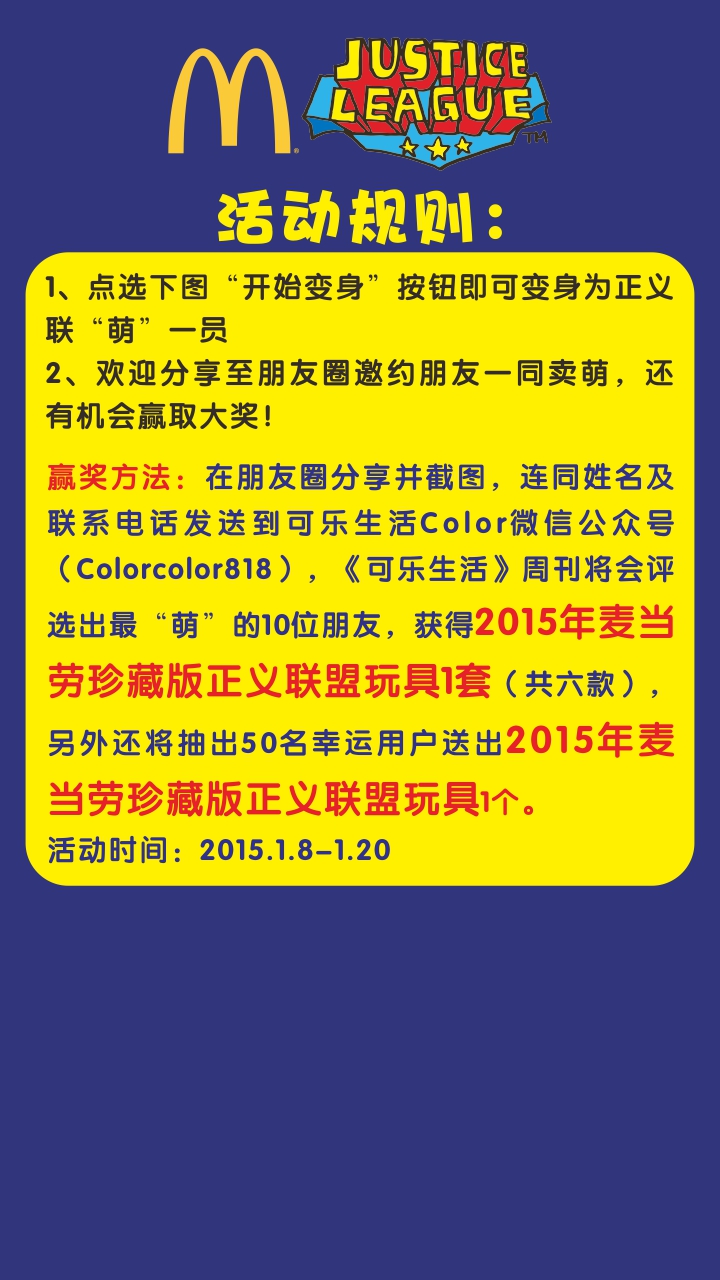 M
JUSTICE
LEAGUE
TM
活动规则：
1、点选下图“开始变身”按钮即可变身为正义
联“萌”一员
2、欢迎分享至朋友圈邀约朋友一同卖萌，还
有机会赢取大奖！
赢奖方法：在朋友圈分享并截图，连同姓名及
联系电话发送到可乐生活Color微信公众号
（Colorcolor818），《可乐生活》周刊将会评
选出最“萌”的10位朋友，获得2015年麦当
劳珍藏版正义联盟玩具1套（共六款），
另外还将抽出50名幸运用户送出2015年麦
当劳珍藏版正义联盟玩具1个。
活动时间：2015.1.8–1.20